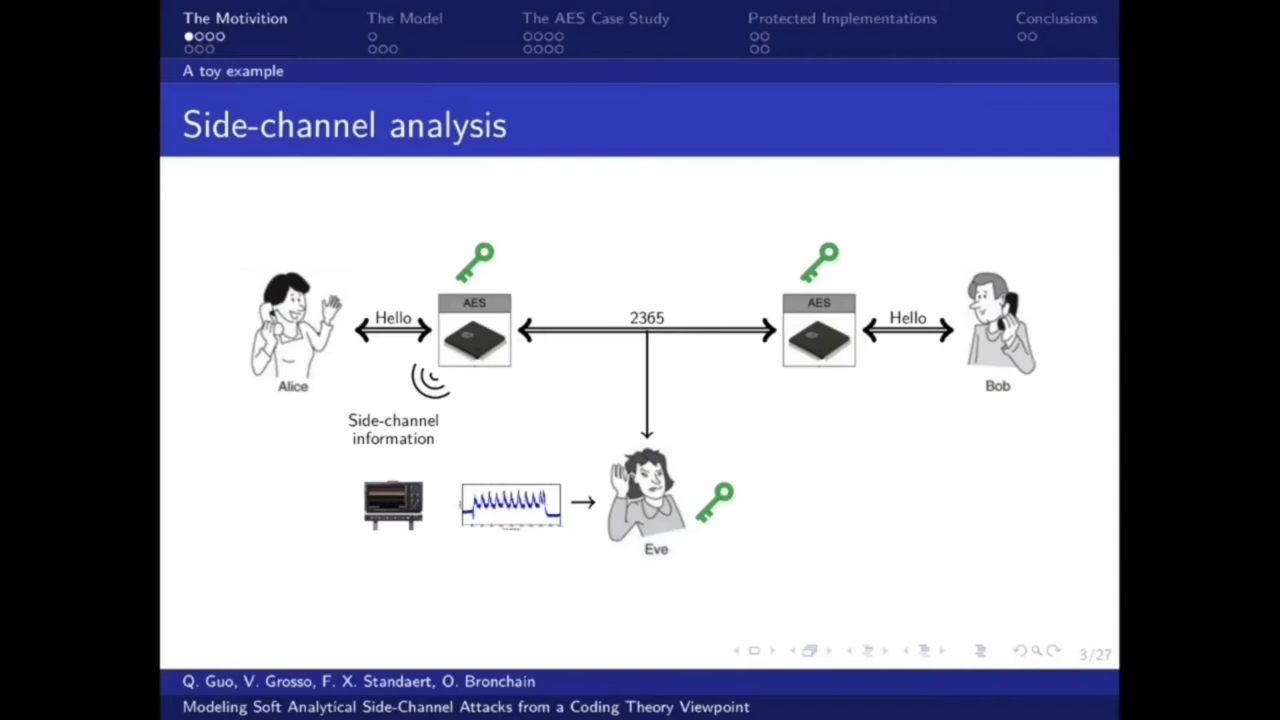 The Motivition
The Model
The AES Case Study
Protected Implementations
Conclusions
A toy example
Side-channel analysis
AES
AES
Hello
2365
Hello
Alice
Bob
Side-channel
information
Eve
3/27
Q. Guo, V. Grosso, F. X. Standaert, O. Bronchain
Modeling Soft Analytical Side-Channel Attacks from a Coding Theory Viewpoint